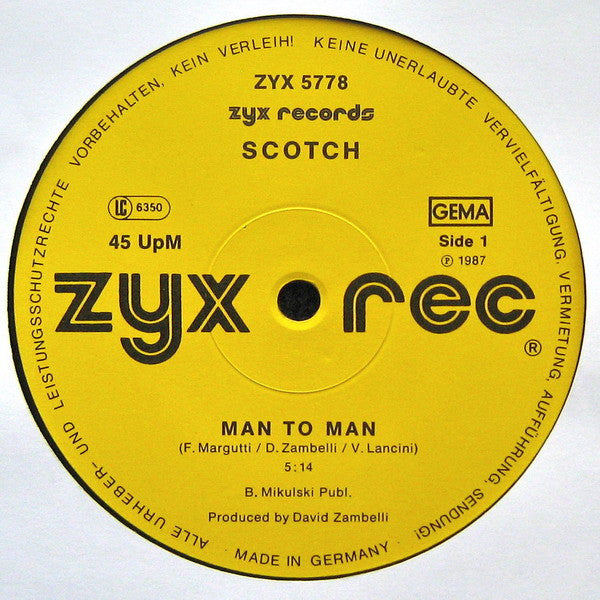 ALLE URHEBER- UND LEISTUNGSSCHUTZRECHTE VORBEHALTEN, KEIN VERLEIH! KEINE UNERLAUBTE VERVIELFÄLTIGUNG, VERMIETUNG, AUFFÜHRUNG, SENDUNG!
ZYX 5778
zyx records
SCOTCH
LC 6350
GEMA
45 UpM
Side 1
℗ 1987
zyx rec®
MAN TO MAN
(F. Margutti / D. Zambelli / V. Lancini)
5:14
B. Mikulski Publ.
Produced by David Zambelli
· MADE IN GERMANY ·